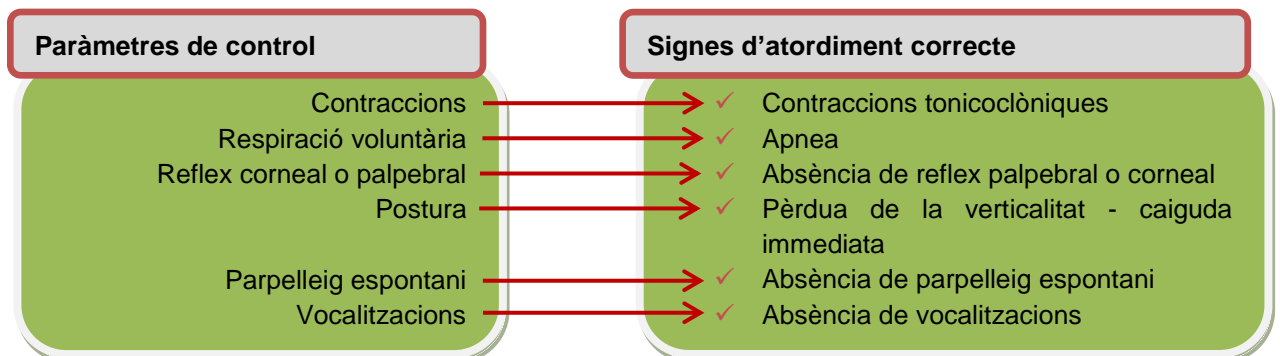 Paràmetres de control
Contraccions
Respiració voluntària
Reflex corneal o palpebral
Postura
Parpelleig espontani
Vocalitzacions
Signes d’atordiment correcte
✓ Contraccions tonicoclòniques
✓ Apnea
✓ Absència de reflex palpebral o corneal
✓ Pèrdua de la verticalitat - caiguda
immediata
✓ Absència de parpelleig espontani
✓ Absència de vocalitzacions